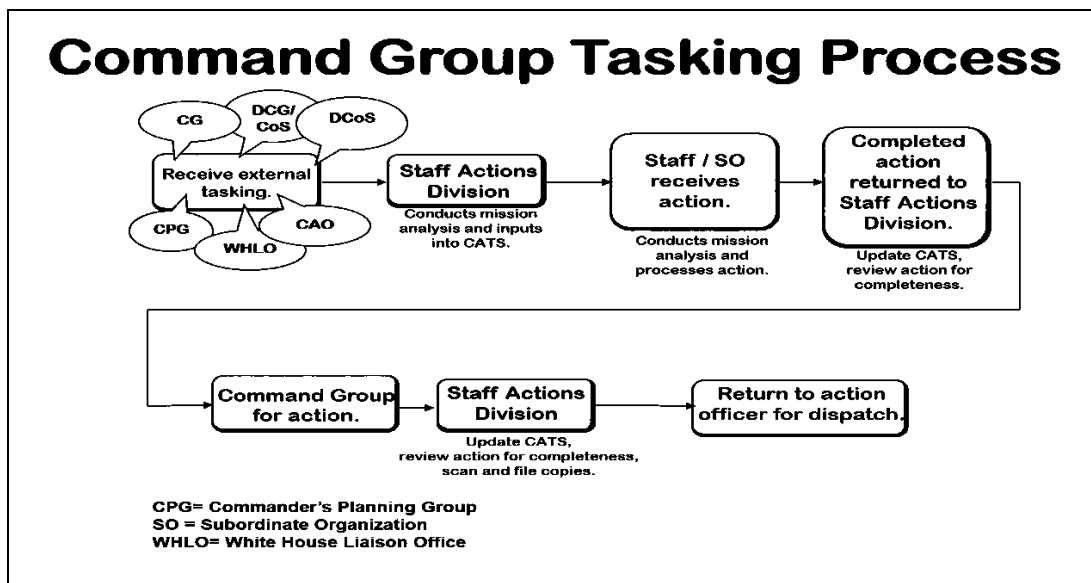 Command Group Tasking Process
CG
DCG/
CoS
DCoS
Receive external
tasking.
CPG
WHLO
CAO
Staff Actions
Division
Conducts mission
analysis and inputs
into CATS.
Staff / SO
receives
action.
Conducts mission
analysis and
processes action.
Completed
action
returned to
Staff Actions
Division.
Update CATS,
review action for
completeness.
Command Group
for action.
Staff Actions
Division
Update CATS,
review action for completeness,
scan and file copies.
Return to action
officer for dispatch.
CPG= Commander's Planning Group
SO = Subordinate Organization
WHLO= White House Liaison Office